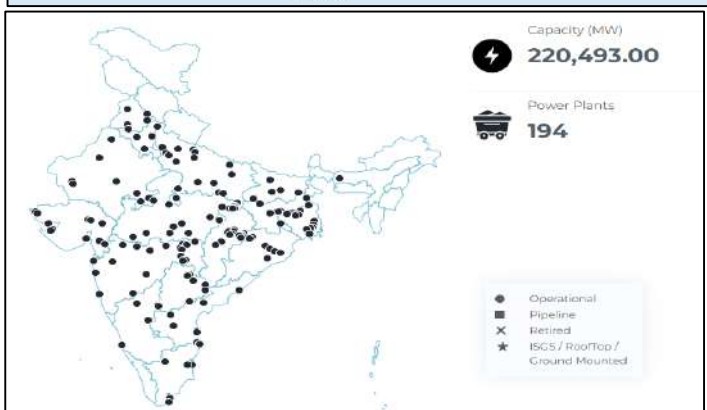 Capacity (MW)
220,493.00
Power Plants
194
Operational
Pipeline
Retired
ISGS / RoofTop /
Ground Mounted